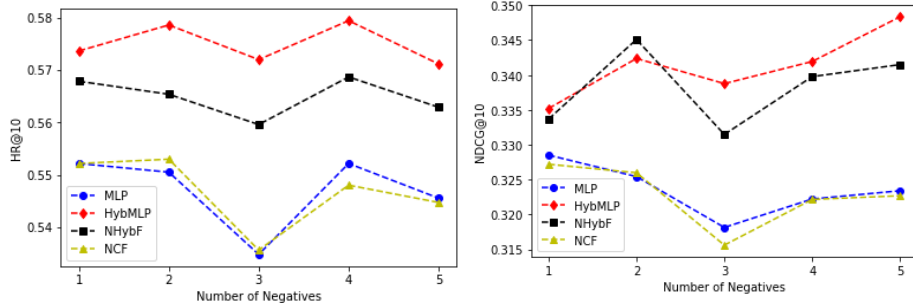 0.58
0.57
0.56
0.55
0.54
HR@10
MLP
HybMLP
NHybF
NCF
1 2 3 4 5
Number of Negatives
0.350
0.345
0.340
0.335
0.330
0.325
0.320
0.315
NDCG@10
MLP
HybMLP
NHybF
NCF
1 2 3 4 5
Number of Negatives